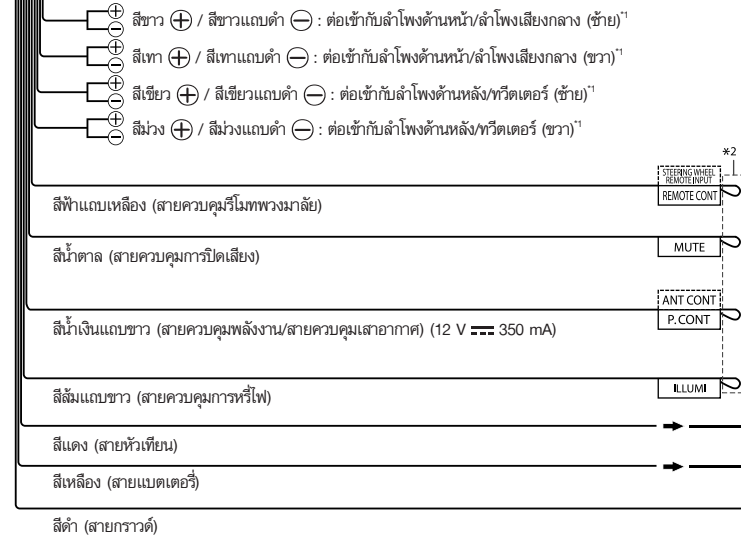 สีขาว ⊕ / สีขาวแถบดำ ⊖ : ต่อเข้ากับลำโพงด้านหน้า/ลำโพงเสียงกลาง (ซ้าย)*1
สีเทา ⊕ / สีเทาแถบดำ ⊖ : ต่อเข้ากับลำโพงด้านหน้า/ลำโพงเสียงกลาง (ขวา)*1
สีเขียว ⊕ / สีเขียวแถบดำ ⊖ : ต่อเข้ากับลำโพงด้านหลัง/ทวีตเตอร์ (ซ้าย)*1
สีม่วง ⊕ / สีม่วงแถบดำ ⊖ : ต่อเข้ากับลำโพงด้านหลัง/ทวีตเตอร์ (ขวา)*1
*2
STEERING WHEEL
REMOTE INPUT
REMOTE CONT
สีฟ้าแถบเหลือง (สายควบคุมรีโมทพวงมาลัย)
MUTE
สีน้ำตาล (สายควบคุมการปิดเสียง)
ANT CONT
P. CONT
สีน้ำเงินแถบขาว (สายควบคุมพลังงาน/สายควบคุมเสาอากาศ) (12 V ⎓ 350 mA)
ILLUMI
สีส้มแถบขาว (สายควบคุมการหรี่ไฟ)
สีแดง (สายหัวเทียน)
สีเหลือง (สายแบตเตอรี่)
สีดำ (สายกราวด์)